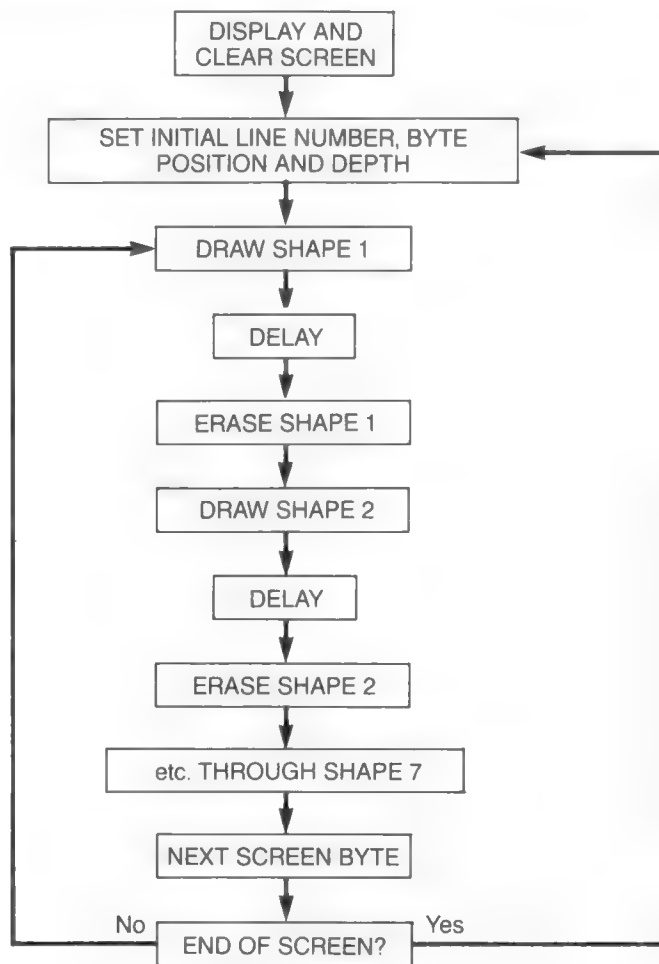 DISPLAY AND
CLEAR SCREEN
SET INITIAL LINE NUMBER, BYTE
POSITION AND DEPTH
DRAW SHAPE 1
DELAY
ERASE SHAPE 1
DRAW SHAPE 2
DELAY
ERASE SHAPE 2
etc. THROUGH SHAPE 7
NEXT SCREEN BYTE
No
END OF SCREEN?
Yes